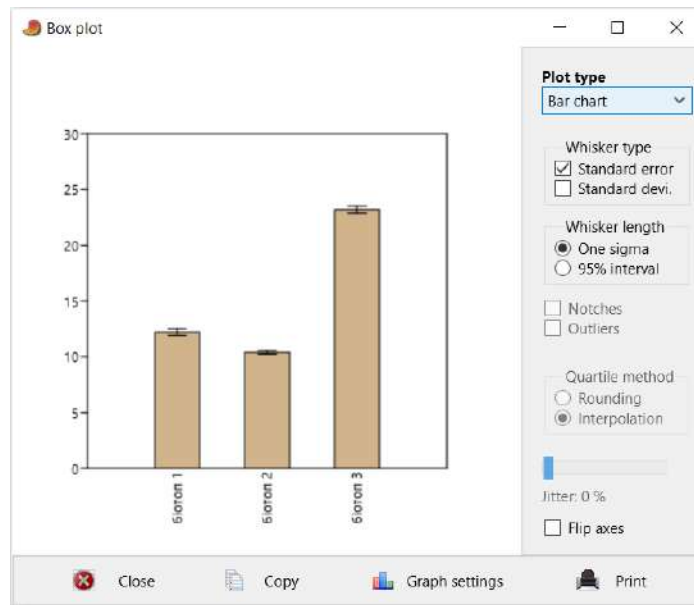 Box plot
30
25
20
15
10
5
0
біотоп 1
біотоп 2
біотоп 3
Plot type
Bar chart
Whisker type
Standard error
Standard devi.
Whisker length
One sigma
95% interval
Notches
Outliers
Quartile method
Rounding
Interpolation
Jitter: 0 %
Flip axes
Close
Copy
Graph settings
Print